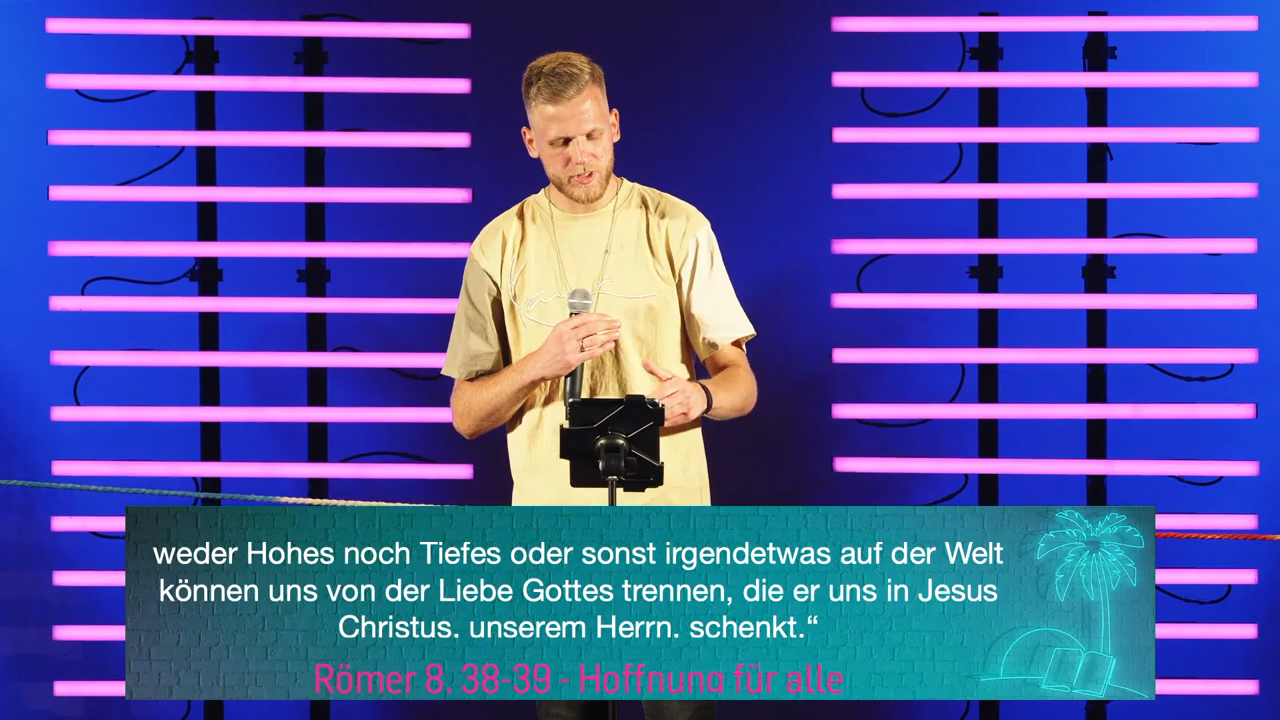 weder Hohes noch Tiefes oder sonst irgendetwas auf der Welt
können uns von der Liebe Gottes trennen, die er uns in Jesus
Christus. unserem Herrn. schenkt.“
Römer 8. 38-39 - Hoffnung für alle